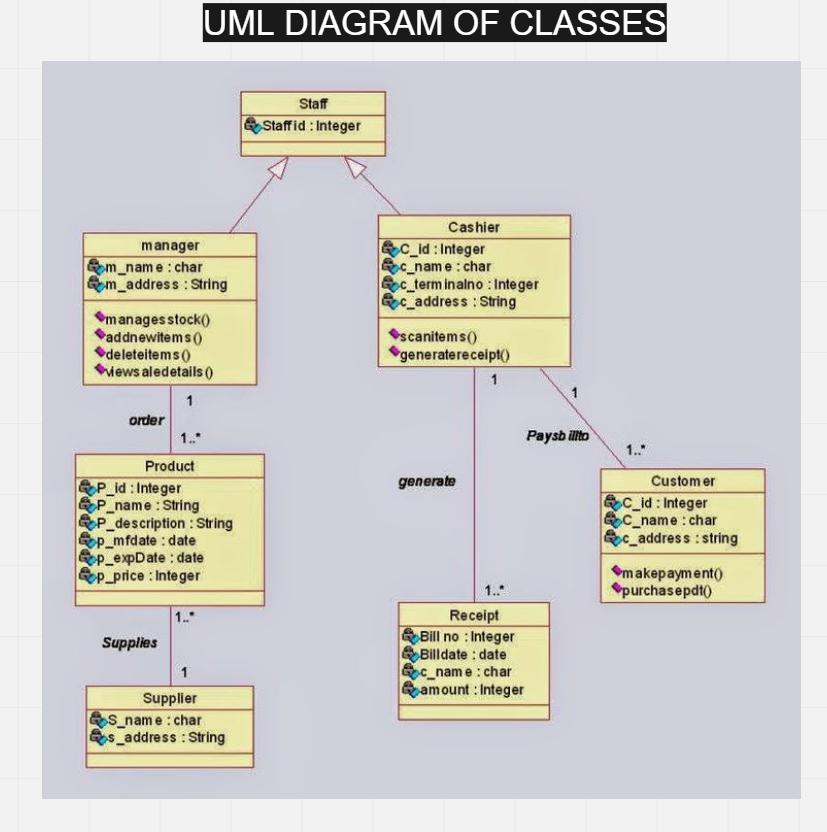 UML DIAGRAM OF CLASSES
Staff
Staffid : Integer
manager
m_name : char
m_address : String
managesstock()
addnewitems()
deleteitems()
viewsaledetails()
Cashier
C_id : Integer
c_name : char
c_terminalno : Integer
c_address : String
scanitems()
generatereceipt()
1
order
1..*
1
generate
1..*
1
Paysbillto
1..*
Product
P_id : Integer
P_name : String
P_description : String
p_mfdate : date
p_expDate : date
p_price : Integer
Customer
C_id : Integer
C_name : char
c_address : string
makepayment()
purchasepdt()
1..*
Supplies
1
Receipt
Bill no : Integer
Billdate : date
c_name : char
amount : Integer
Supplier
S_name : char
s_address : String